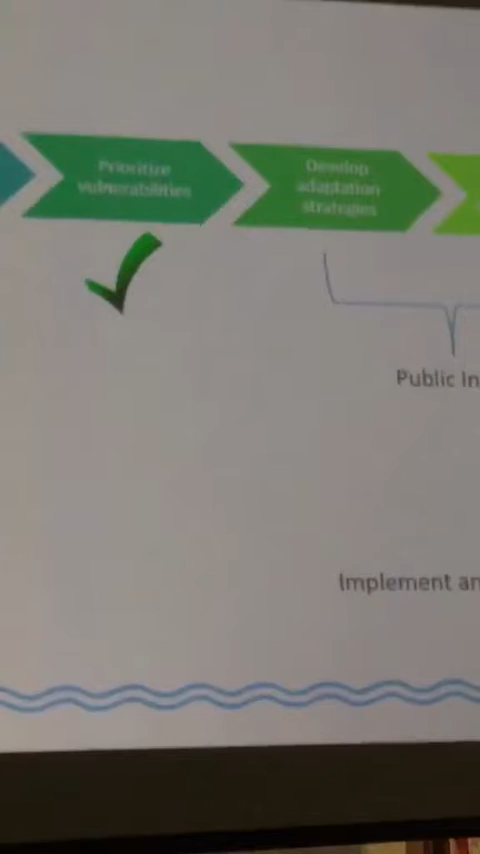 Prioritize
vulnerabilities
Develop
adaptation
strategies
Public In
Implement an